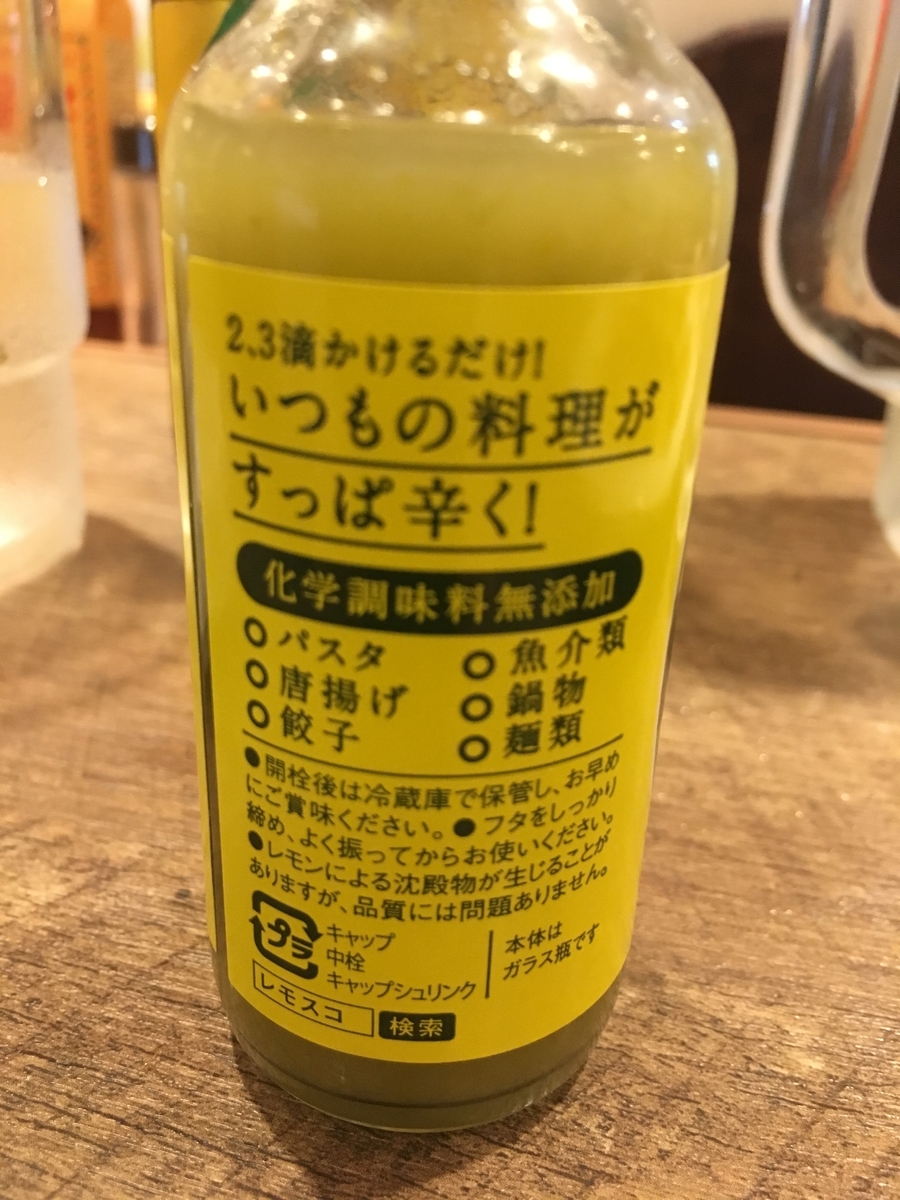 2、3滴かけるだけ!
いつもの料理が
すっぱ辛く!
化学調味料無添加
パスタ
唐揚げ
餃子
魚介類
鍋物
麺類
●開栓後は冷蔵庫で保管し、お早め
にご賞味ください。●フタをしっかり
締め、よく振ってからお使いください。
●レモンによる沈殿物が生じることが
ありますが、品質には問題ありません。
プラ
キャップ
中栓
キャップシュリンク
本体は
ガラス瓶です
レモスコ 検索